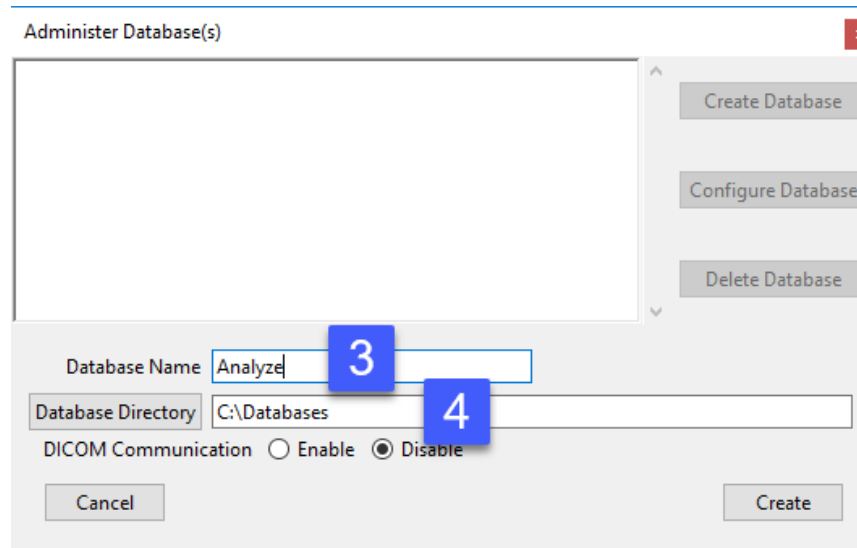 Administer Database(s)
Create Database
Configure Database
Delete Database
Database Name Analyze 3
Database Directory C:\Databases 4
DICOM Communication Enable Disable
Cancel Create